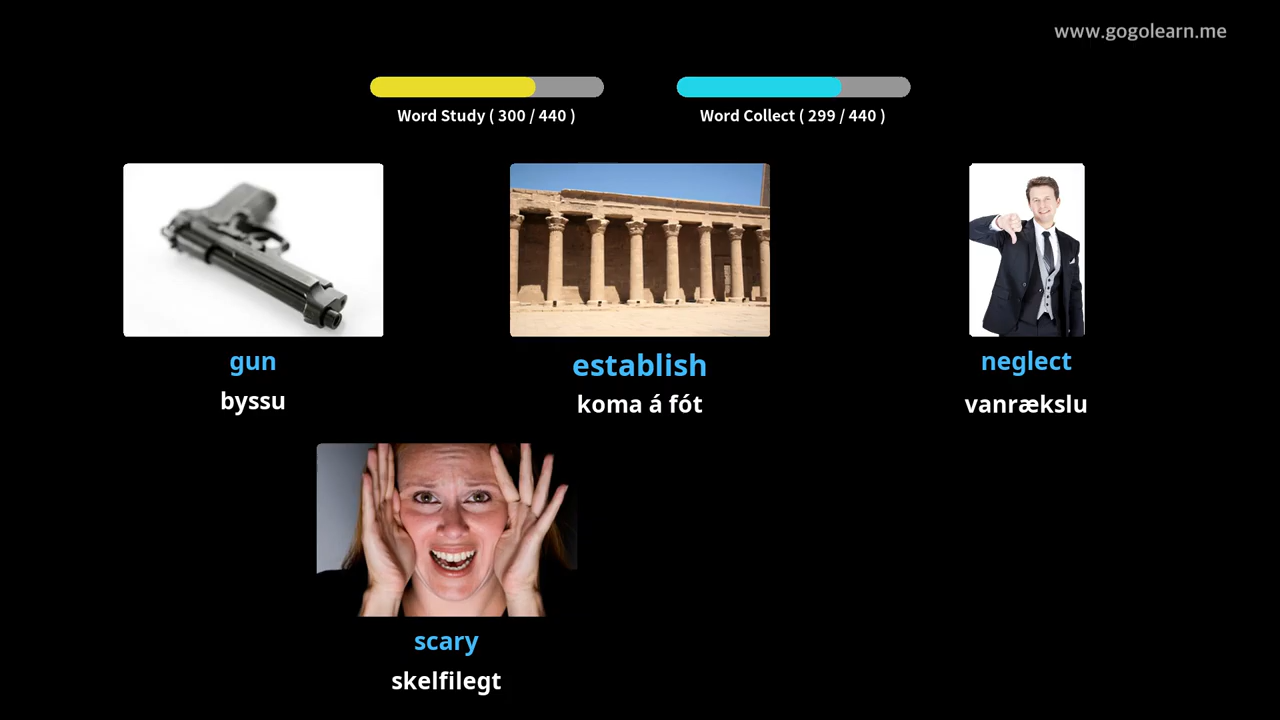 www.gogolearn.me
Word Study ( 300 / 440 )
Word Collect ( 299 / 440 )
gun
byssu
establish
koma á fót
neglect
vanrækslu
scary
skelfilegt